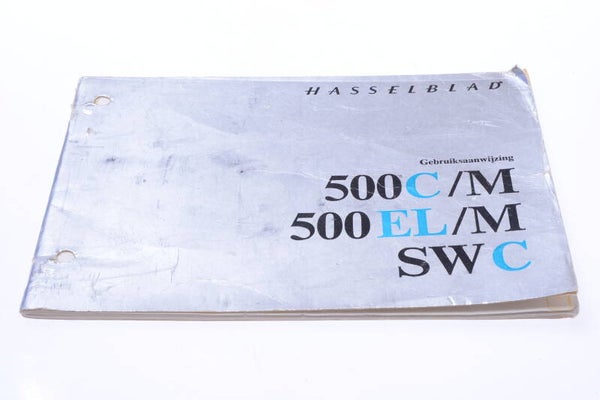 HASSELBLAD
Gebruiksaanwijzing
500C/M
500EL/M
SWC